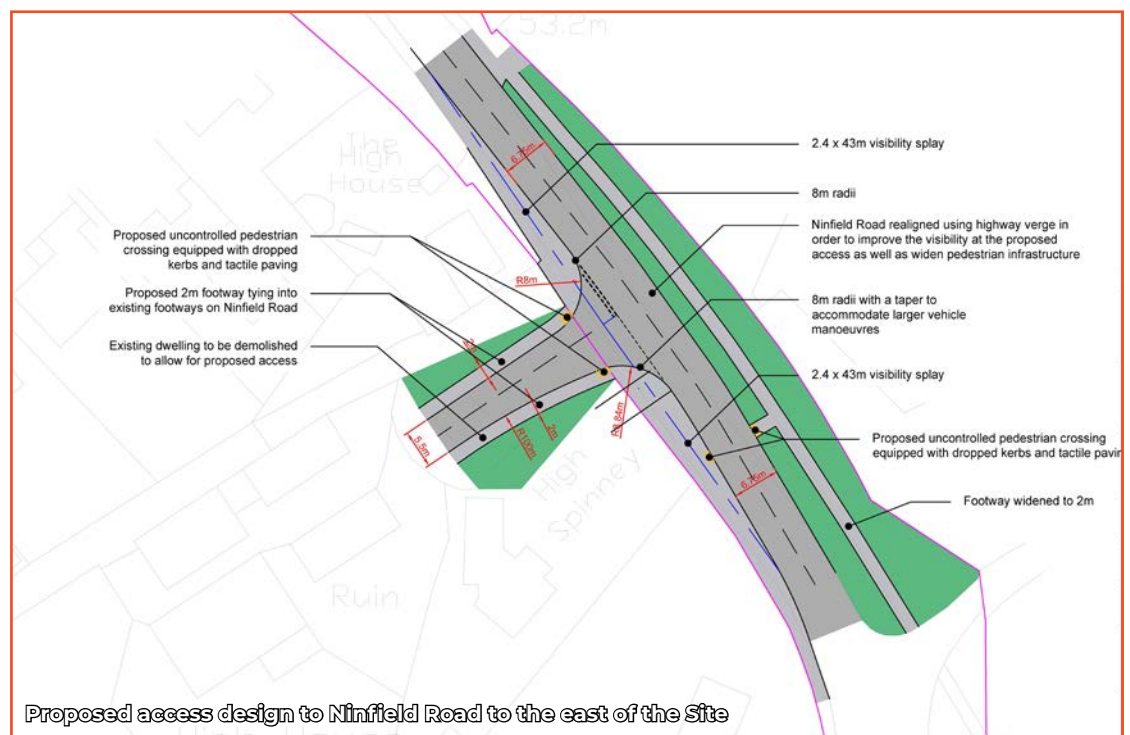 53.2m
The
High
House
6.75m
2.4 x 43m visibility splay
8m radii
Ninfield Road realigned using highway verge in
order to improve the visibility at the proposed
access as well as widen pedestrian infrastructure
8m radii with a taper to
accommodate larger vehicle
manoeuvres
2.4 x 43m visibility splay
Proposed uncontrolled pedestrian crossing
equipped with dropped kerbs and tactile pavin
Footway widened to 2m
Proposed uncontrolled pedestrian
crossing equipped with dropped
kerbs and tactile paving
Proposed 2m footway tying into
existing footways on Ninfield Road
Existing dwelling to be demolished
to allow for proposed access
R8m
5.5m
R100m
2m
6.75m
High
Spinney
Ruin
Proposed access design to Ninfield Road to the east of the Site